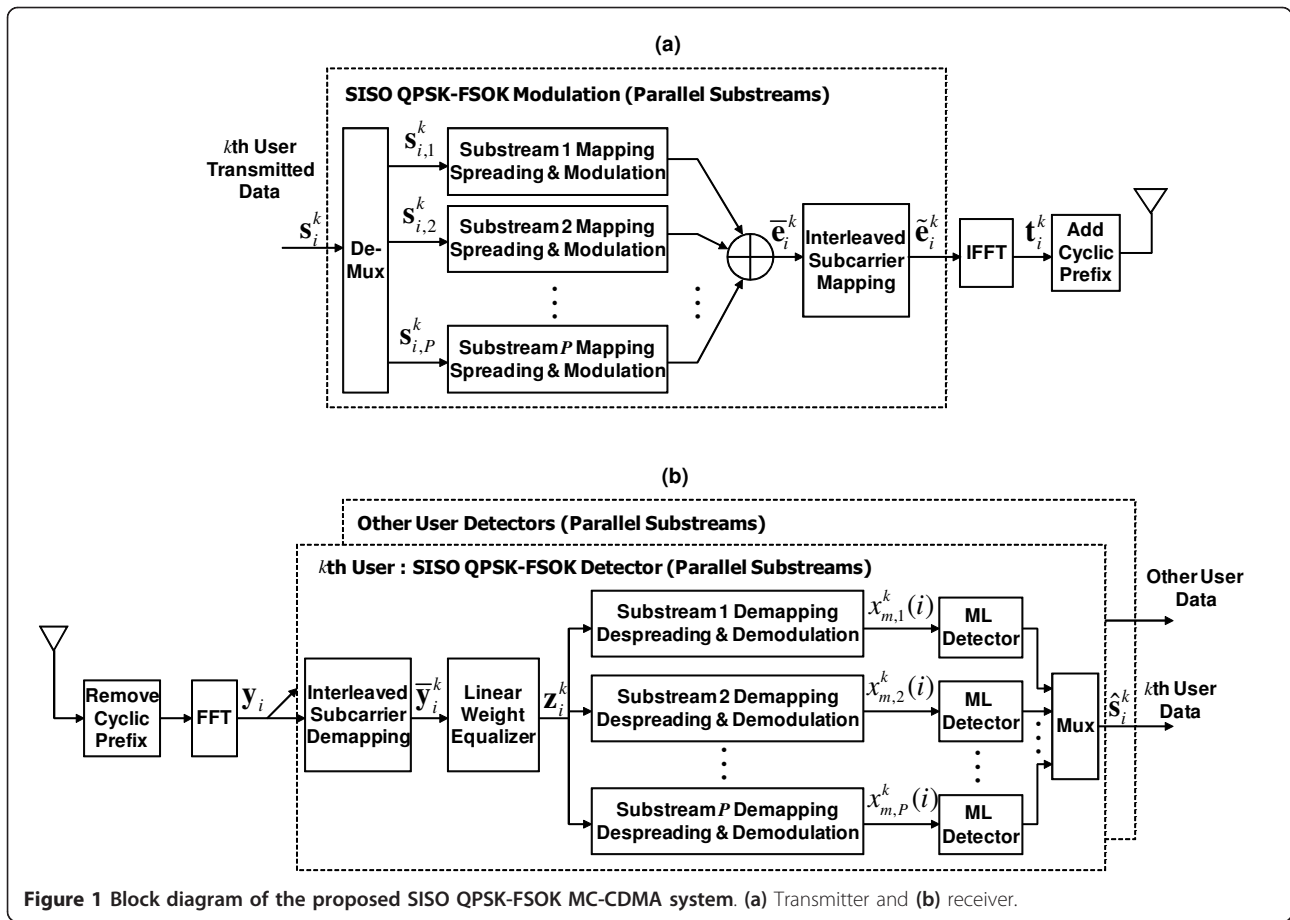 (a)
SISO QPSK-FSOK Modulation (Parallel Substreams)
kth User
Transmitted
Data
s_i^k
De-
Mux
s_{i,1}^k
Substream 1 Mapping
Spreading & Modulation
s_{i,2}^k
Substream 2 Mapping
Spreading & Modulation
s_{i,P}^k
Substream P Mapping
Spreading & Modulation
e̅_i^k
Interleaved
Subcarrier
Mapping
ẽ_i^k
IFFT
t_i^k
Add
Cyclic
Prefix
(b)
Other User Detectors (Parallel Substreams)
kth User : SISO QPSK-FSOK Detector (Parallel Substreams)
Remove
Cyclic
Prefix
FFT
y_i
Interleaved
Subcarrier
Demapping
y̅_i^k
Linear
Weight
Equalizer
z_i^k
Substream 1 Demapping
Despreading & Demodulation
x_{m,1}^k(i)
ML
Detector
Substream 2 Demapping
Despreading & Demodulation
x_{m,2}^k(i)
ML
Detector
Substream P Demapping
Despreading & Demodulation
x_{m,P}^k(i)
ML
Detector
Mux
Other User
Data
ŝ_i^k
kth User
Data
Figure 1 Block diagram of the proposed SISO QPSK-FSOK MC-CDMA system. (a) Transmitter and (b) receiver.